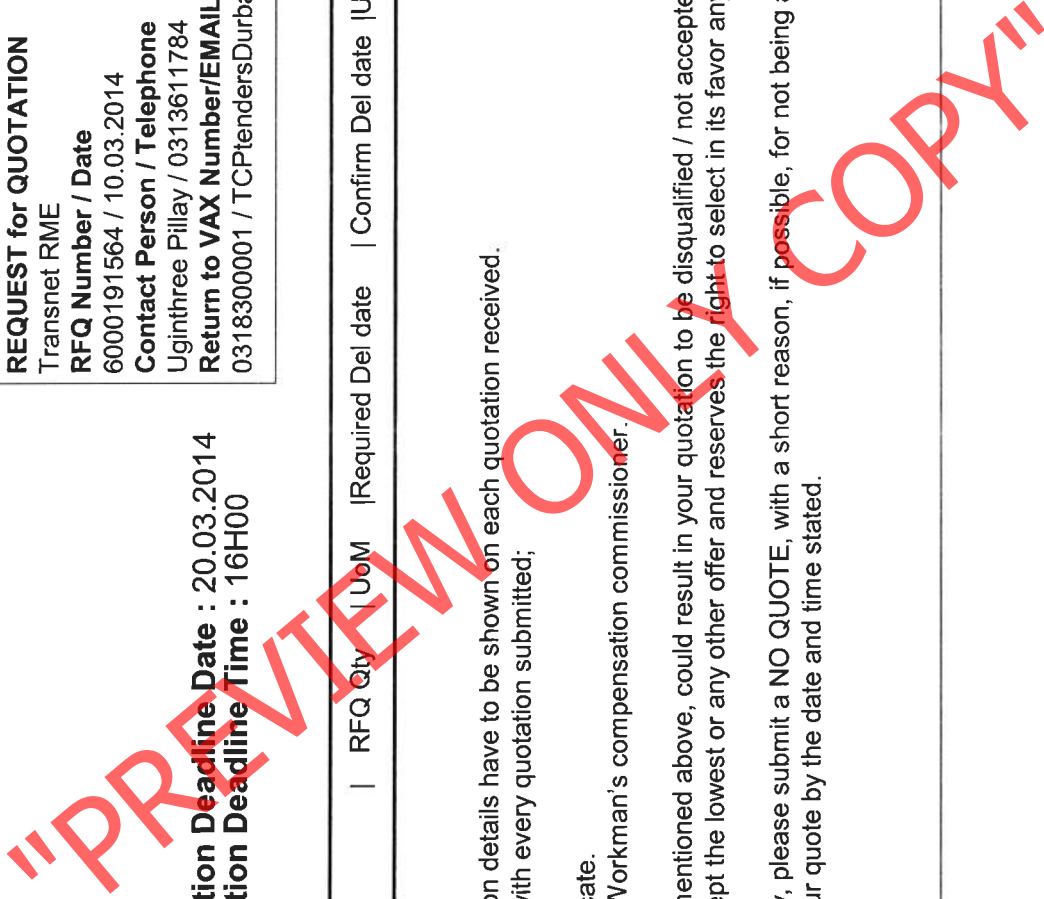 REQUEST for QUOTATION
Transnet RME
RFQ Number / Date
6000191564 / 10.03.2014
Contact Person / Telephone
Uginthree Pillay / 0313611784
Return to VAX Number/EMAIL
0318300001 / TCPtendersDurba
tion Deadline Date : 20.03.2014
tion Deadline Time : 16H00
| RFQ Qty | UoM |Required Del date | Confirm Del date |U
on details have to be shown on each quotation received.
with every quotation submitted;
cate.
Workman's compensation commissioner.
mentioned above, could result in your quotation to be disqualified / not accepte
ept the lowest or any other offer and reserves the right to select in its favor any
y, please submit a NO QUOTE, with a short reason, if possible, for not being a
ur quote by the date and time stated.
"PREVIEW ONLY COPY"